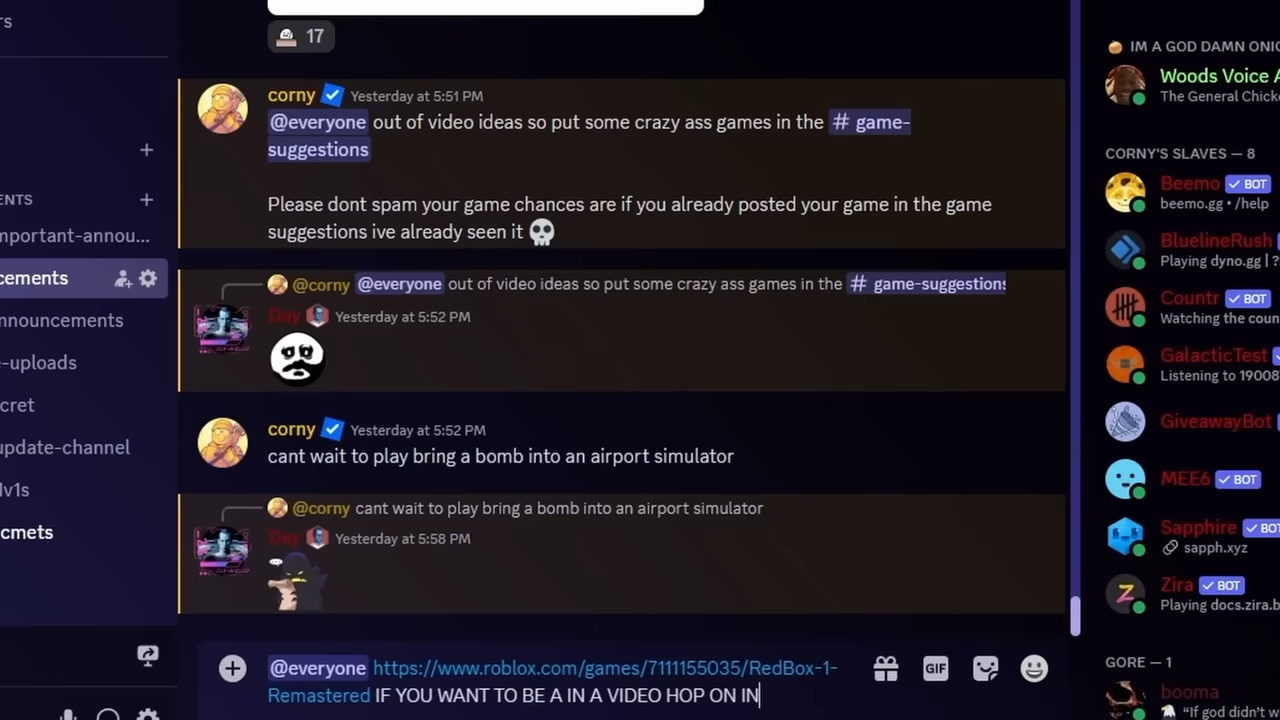 TS
ENTS
mportant-annou...
cements
nnouncements
-uploads
cret
update-channel
lv1s
cmets
17
corny Yesterday at 5:51 PM
@everyone out of video ideas so put some crazy ass games in the # game-
suggestions
Please dont spam your game chances are if you already posted your game in the game
suggestions ive already seen it
@corny @everyone out of video ideas so put some crazy ass games in the # game-suggestions
Day Yesterday at 5:52 PM
corny Yesterday at 5:52 PM
cant wait to play bring a bomb into an airport simulator
@corny cant wait to play bring a bomb into an airport simulator
Day Yesterday at 5:58 PM
@everyone https://www.roblox.com/games/7111155035/RedBox-1-
Remastered IF YOU WANT TO BE A IN A VIDEO HOP ON IN
GIF
IM A GOD DAMN ONIO
Woods Voice A
The General Chicke
CORNY'S SLAVES — 8
Beemo BOT
beemo.gg • /help
BluelineRush
Playing dyno.gg | ?
Countr BOT
Watching the coun
GalacticTest
Listening to 19008
GiveawayBot
MEE6 BOT
Sapphire BOT
sapph.xyz
Zira BOT
Playing docs.zira.b
GORE — 1
booma
"If god didn't w